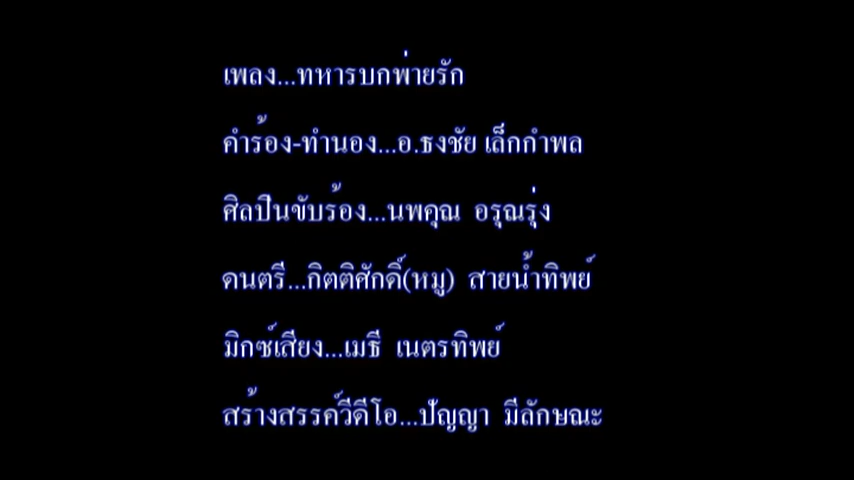 เพลง...ทหารบกพ่ายรัก
คำร้อง-ทำนอง...อ.ธงชัย เล็กกำพล
ศิลปินขับร้อง...นพคุณ อรุณรุ่ง
ดนตรี...กิตติศักดิ์(หมู) สายน้ำทิพย์
มิกซ์เสียง...เมธี เนตรทิพย์
สร้างสรรค์วีดีโอ...ปัญญา มีลักษณะ